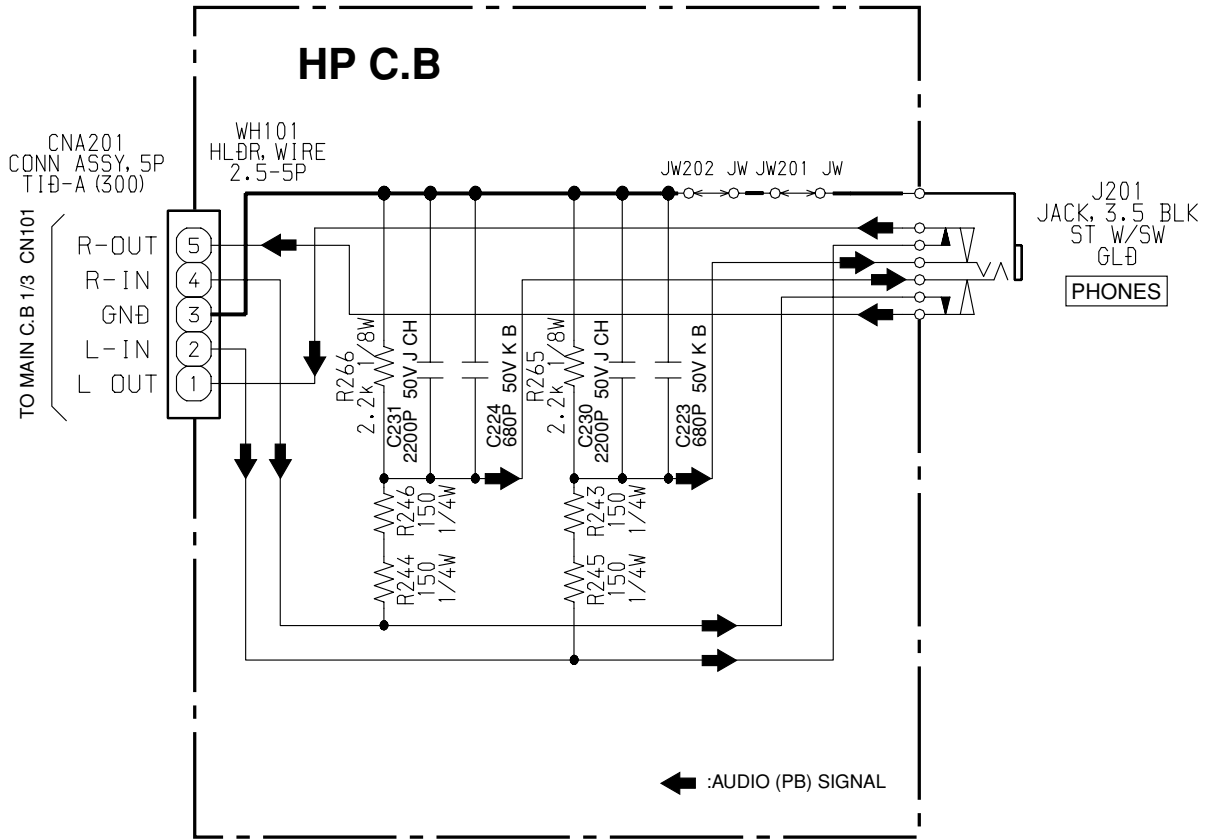 HP C.B
CNA201
CONN ASSY, 5P
TID-A (300)
WH101
HLDR, WIRE
2.5-5P
JW202
JW
JW201
JW
J201
JACK, 3.5 BLK
ST W/SW
GLD
PHONES
TO MAIN C.B 1/3 CN101
R-OUT 5
R-IN 4
GND 3
L-IN 2
L OUT 1
R266
2.2k 1/8W
C231
2200P 50V J CH
C224
680P 50V K B
R265
2.2k 1/8W
C230
2200P 50V J CH
C223
680P 50V K B
R246
150
1/4W
R243
150
1/4W
R244
150
1/4W
R245
150
1/4W
:AUDIO (PB) SIGNAL